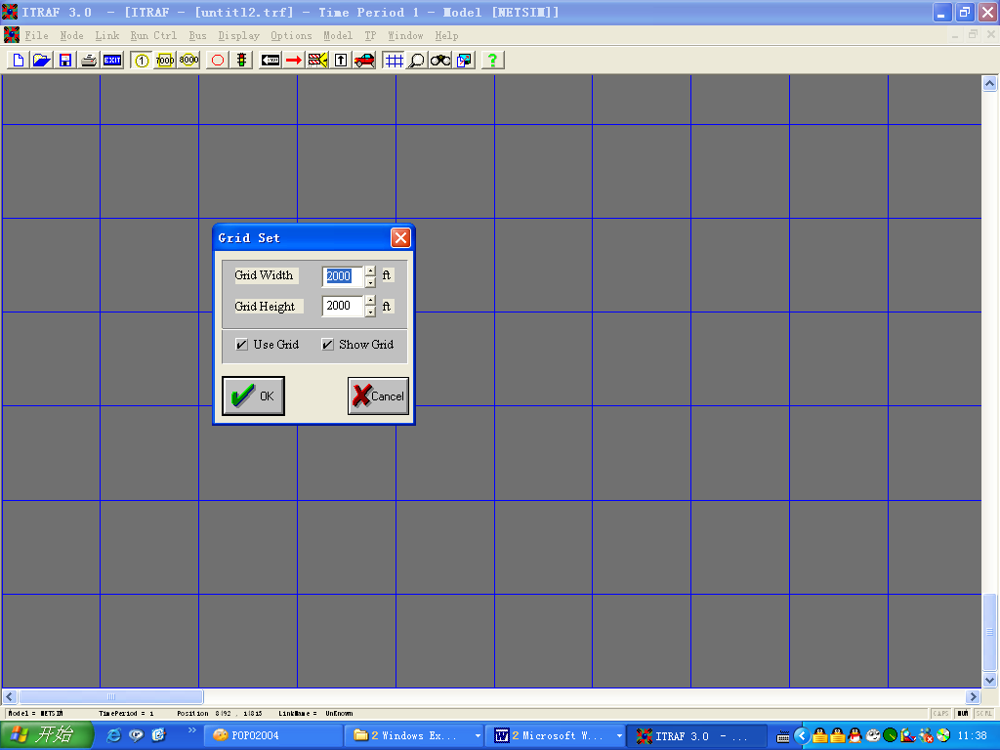 ITRAF 3.0 - [ITRAF - [untitl2.trf] - Time Period 1 - Model [NETSIM]]
File Node Link Run Ctrl Bus Display Options Model TP Window Help
EXIT 1 7000 8000 ?
Grid Set
Grid Width 2000 ft
Grid Height 2000 ft
Use Grid Show Grid
OK Cancel
Model = NETSIM TimePeriod = 1 Position LinkName = UnKnown CAPS NUM SCRL
开始 POPO2004 2 Windows Ex... 2 Microsoft W... ITRAF 3.0 - ... 11:38